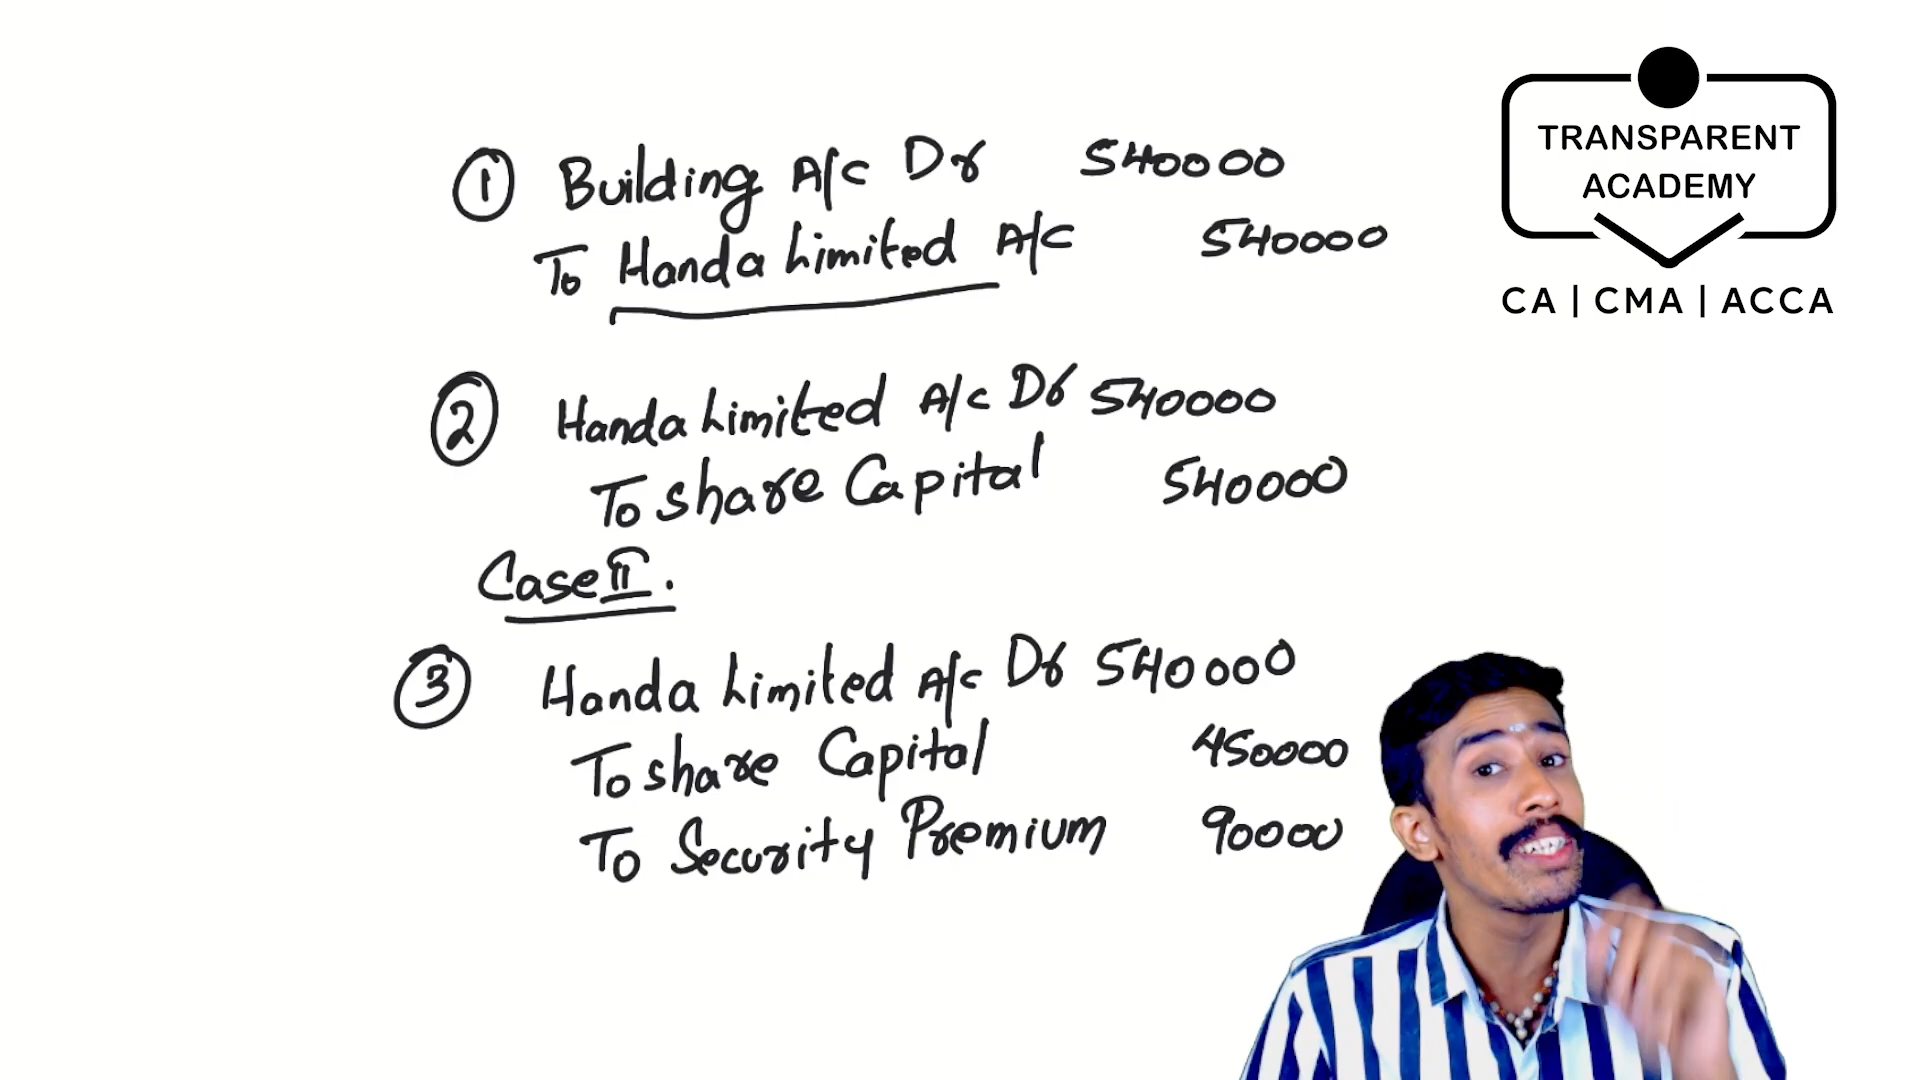 ① Building A/c Dr 540000
To Handa Limited A/c 540000
② Handa Limited A/c Dr 540000
To Share Capital 540000
Case II.
③ Handa Limited A/c Dr 540000
To Share Capital 450000
To Security Premium 90000
TRANSPARENT
ACADEMY
CA | CMA | ACCA